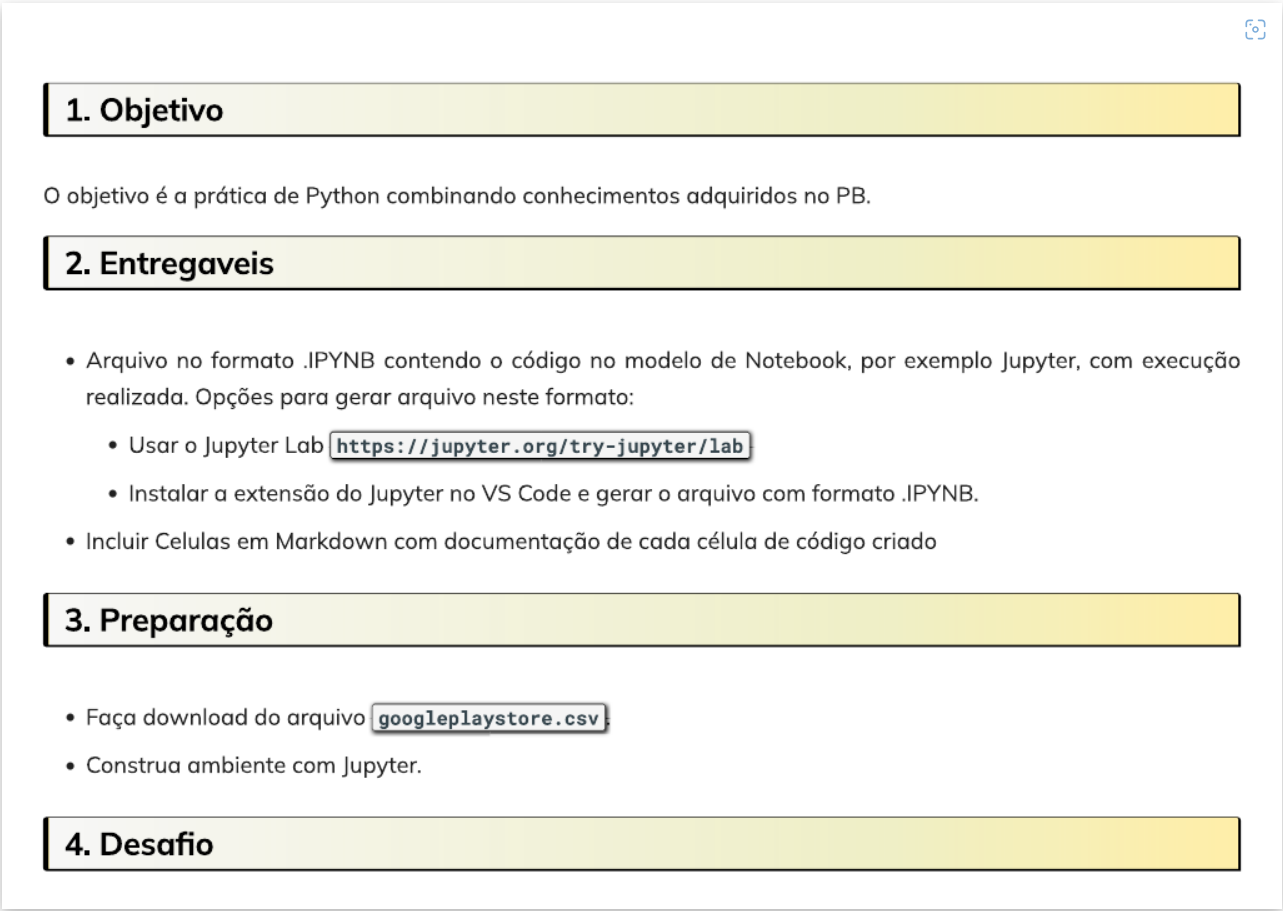 1. Objetivo
O objetivo é a prática de Python combinando conhecimentos adquiridos no PB.
2. Entregaveis
• Arquivo no formato .IPYNB contendo o código no modelo de Notebook, por exemplo Jupyter, com execução
realizada. Opções para gerar arquivo neste formato:
• Usar o Jupyter Lab https://jupyter.org/try-jupyter/lab
• Instalar a extensão do Jupyter no VS Code e gerar o arquivo com formato .IPYNB.
• Incluir Celulas em Markdown com documentação de cada célula de código criado
3. Preparação
• Faça download do arquivo googleplaystore.csv.
• Construa ambiente com Jupyter.
4. Desafio